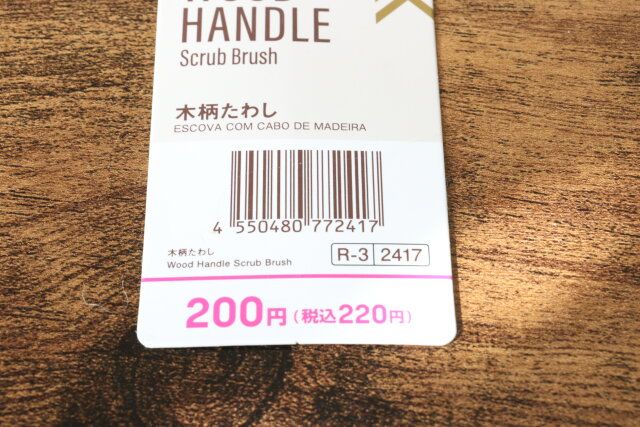 WOOD
HANDLE
Scrub Brush
木柄たわし
ESCOVA COM CABO DE MADEIRA
4 550480 772417
木柄たわし
Wood Handle Scrub Brush
R-3 2417
200円(税込220円)